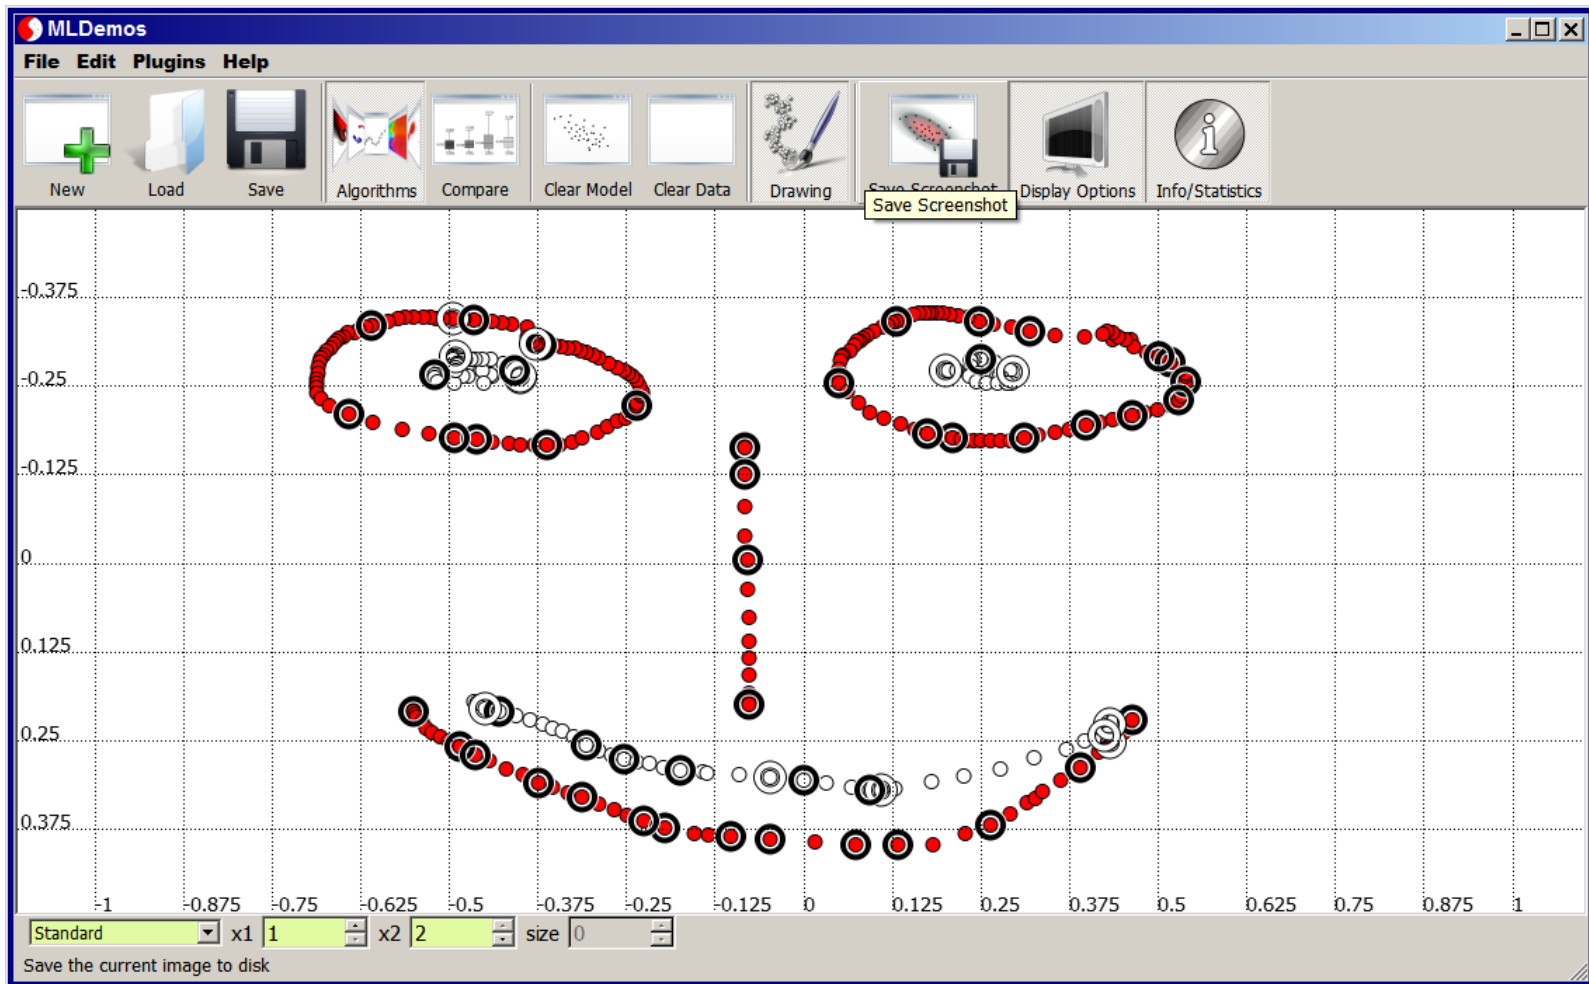 MLDemos
File Edit Plugins Help
New Load Save Algorithms Compare Clear Model Clear Data Drawing Save Screenshot Display Options Info/Statistics
Save Screenshot
-0.375
-0.25
-0.125
0
0.125
0.25
0.375
-1 -0.875 -0.75 -0.625 -0.5 -0.375 -0.25 -0.125 0 0.125 0.25 0.375 0.5 0.625 0.75 0.875 1
Standard x1 1 x2 2 size 0
Save the current image to disk